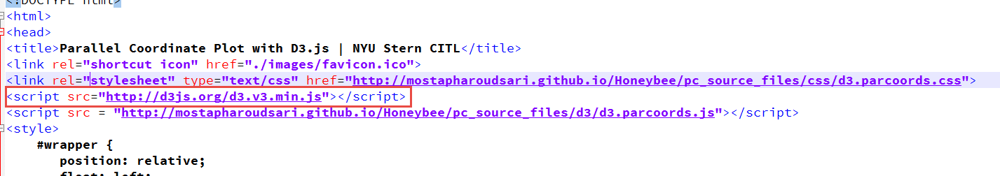 <!DOCTYPE html>
<html>
<head>
<title>Parallel Coordinate Plot with D3.js | NYU Stern CITL</title>
<link rel="shortcut icon" href="./images/favicon.ico">
<link rel="stylesheet" type="text/css" href="http://mostapharoudsari.github.io/Honeybee/pc_source_files/css/d3.parcoords.css">
<script src="http://d3js.org/d3.v3.min.js"></script>
<script src = "http://mostapharoudsari.github.io/Honeybee/pc_source_files/d3/d3.parcoords.js"></script>
<style>
#wrapper {
position: relative;
float: left;